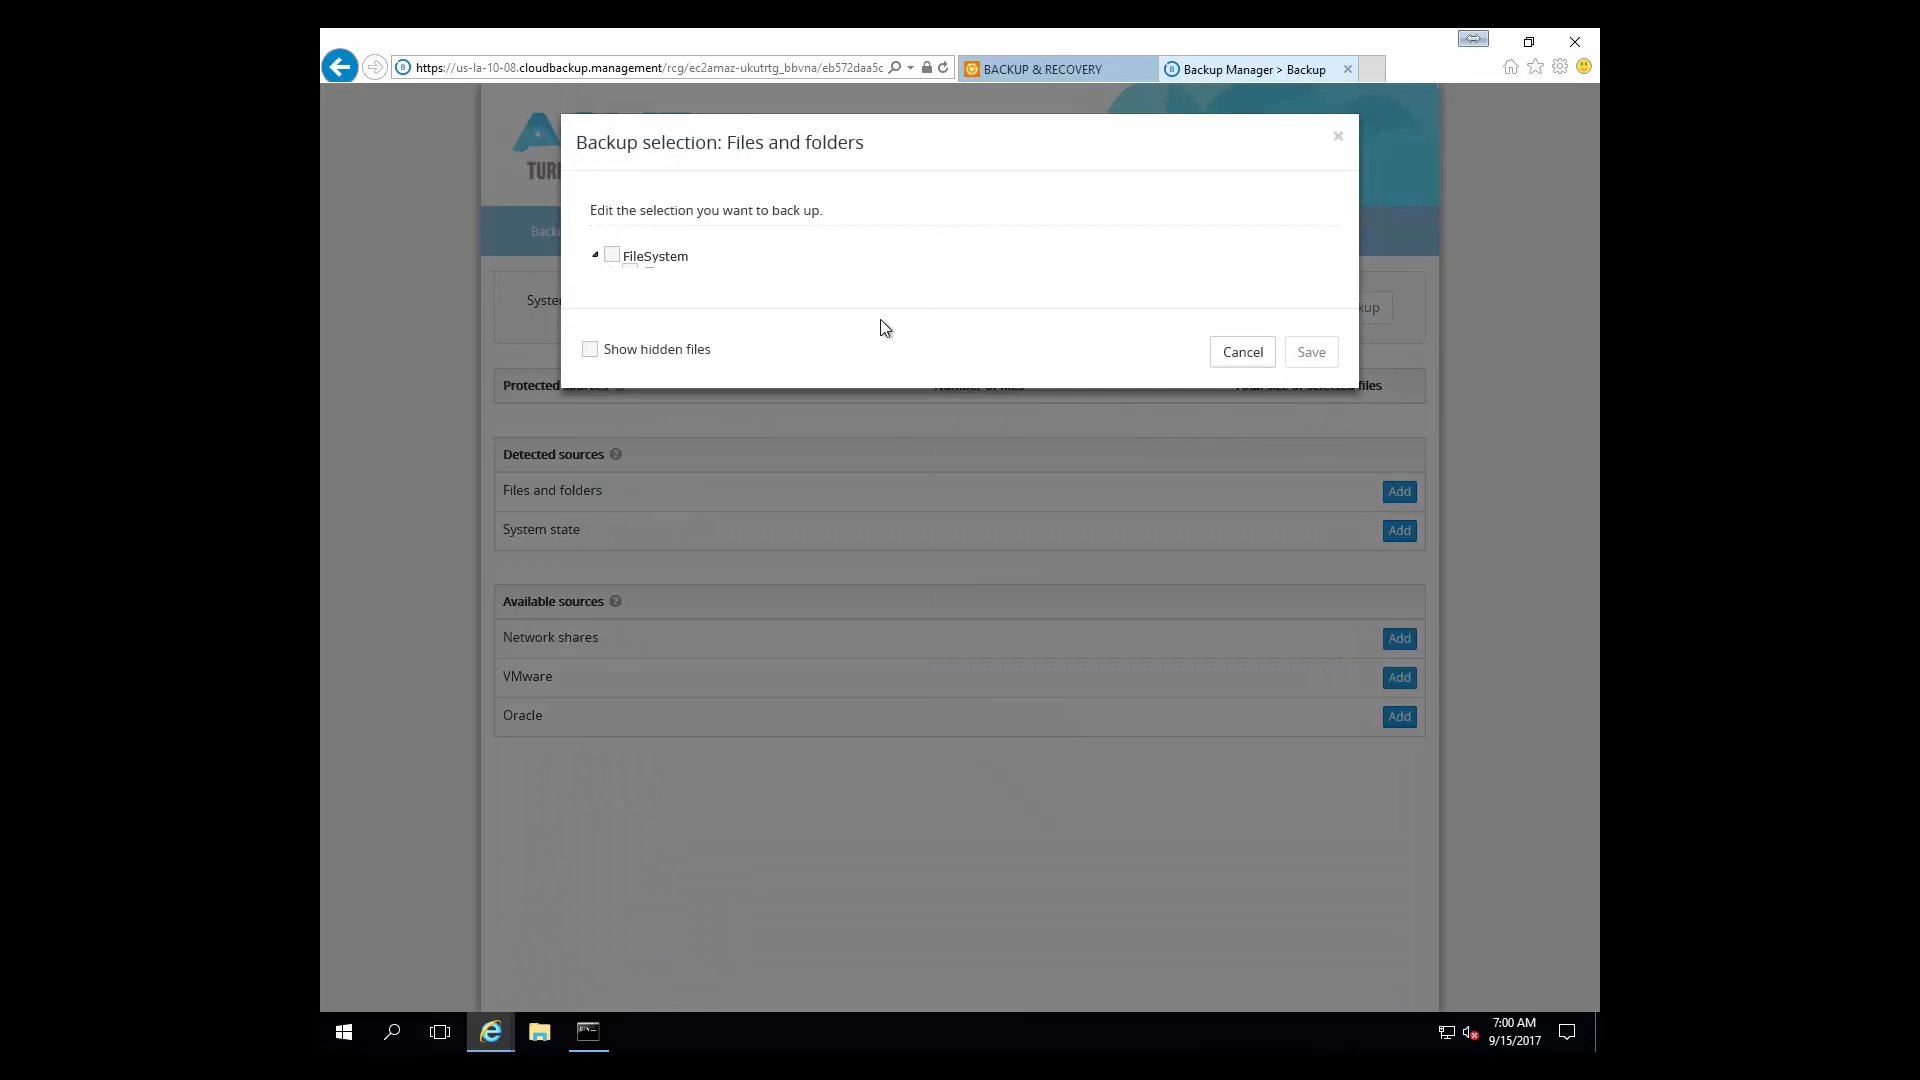 https://us-la-10-08.cloudbackup.management/rcg/ec2amaz-ukutrtg_bbvna/eb572daa5c
BACKUP & RECOVERY
Backup Manager > Backup
Backup selection: Files and folders
Edit the selection you want to back up.
FileSystem
Show hidden files
Cancel
Save
Protected
Detected sources
Files and folders
Add
System state
Add
Available sources
Network shares
Add
VMware
Add
Oracle
Add
7:00 AM
9/15/2017